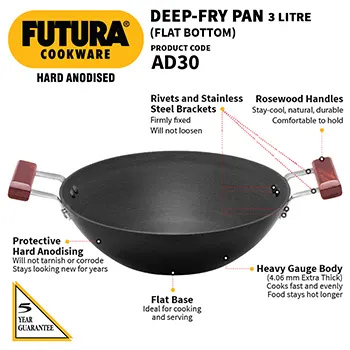 FUTURA®
COOKWARE
HARD ANODISED
DEEP-FRY PAN 3 LITRE
(FLAT BOTTOM)
PRODUCT CODE
AD30
Rivets and Stainless
Steel Brackets
Firmly fixed
Will not loosen
Rosewood Handles
Stay-cool, natural, durable
Comfortable to hold
Protective
Hard Anodising
Will not tarnish or corrode
Stays looking new for years
Flat Base
Ideal for cooking
and serving
Heavy Gauge Body
(4.06 mm Extra Thick)
Cooks fast and evenly
Food stays hot longer
5
YEAR
GUARANTEE